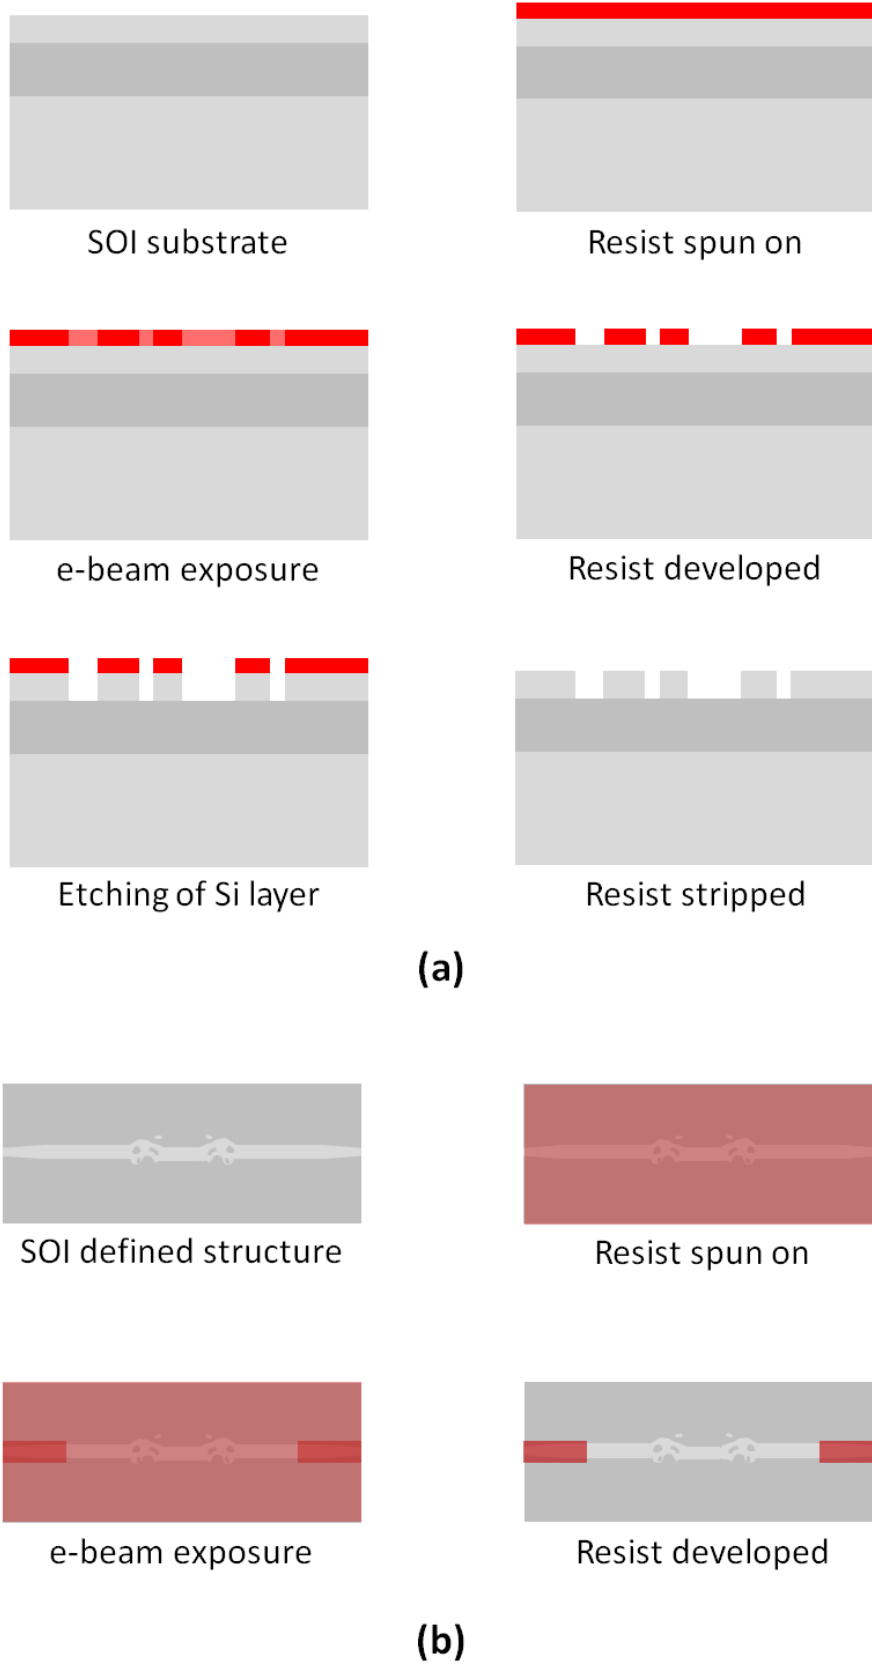 SOI substrate
Resist spun on
e-beam exposure
Resist developed
Etching of Si layer
Resist stripped
(a)
SOI defined structure
Resist spun on
e-beam exposure
Resist developed
(b)